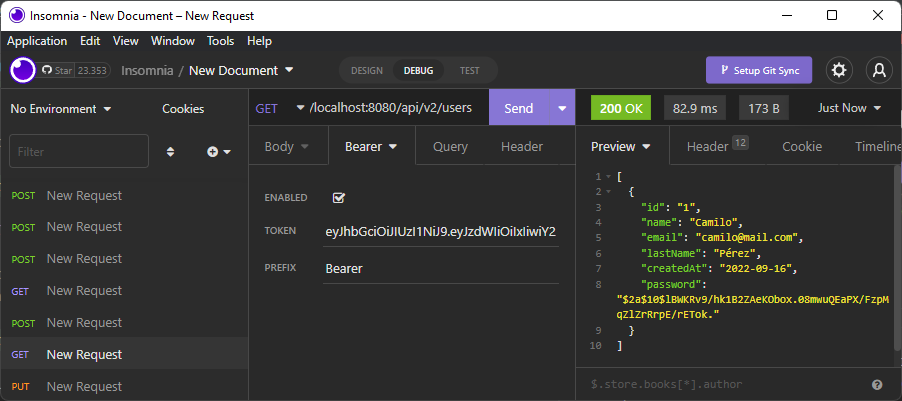 Insomnia - New Document – New Request
Application Edit View Window Tools Help
Star 23.353 Insomnia / New Document DESIGN DEBUG TEST Setup Git Sync
No Environment Cookies
GET /localhost:8080/api/v2/users Send
200 OK 82.9 ms 173 B Just Now
Filter
Body Bearer Query Header
Preview Header 12 Cookie Timeline
POST New Request
POST New Request
POST New Request
GET New Request
POST New Request
GET New Request
PUT New Request
ENABLED
TOKEN eyJhbGciOiJIUzI1NiJ9.eyJzdWIiOiIxIiwiY2
PREFIX Bearer
1 [
2 {
3 "id": "1",
4 "name": "Camilo",
5 "email": "camilo@mail.com",
6 "lastName": "Pérez",
7 "createdAt": "2022-09-16",
8 "password":
"$2a$10$lBWKRv9/hk1B2ZAeKObox.08mwuQEaPX/FzpM
qZlZrRrpE/rETok."
9 }
10 ]
$.store.books[*].author